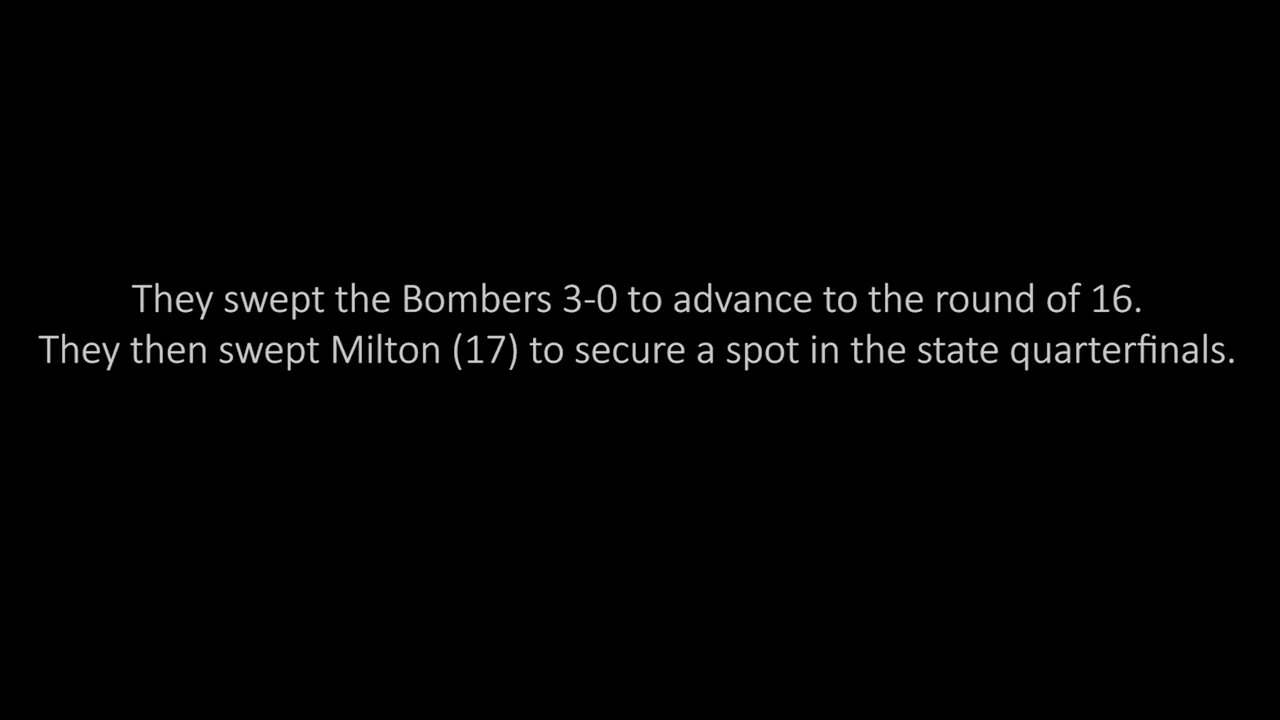 They swept the Bombers 3-0 to advance to the round of 16.
They then swept Milton (17) to secure a spot in the state quarterfinals.